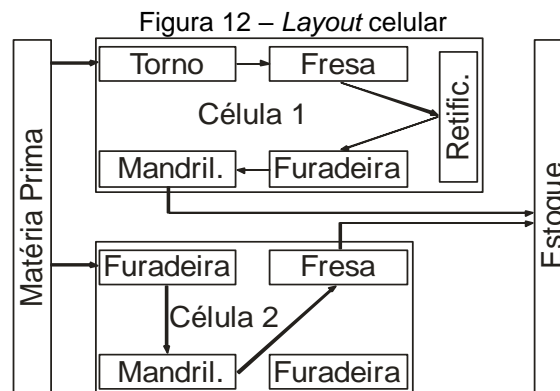 Figura 12 – Layout celular
Matéria Prima
Torno
Fresa
Retific.
Célula 1
Mandril.
Furadeira
Furadeira
Fresa
Célula 2
Mandril.
Furadeira
Estoque